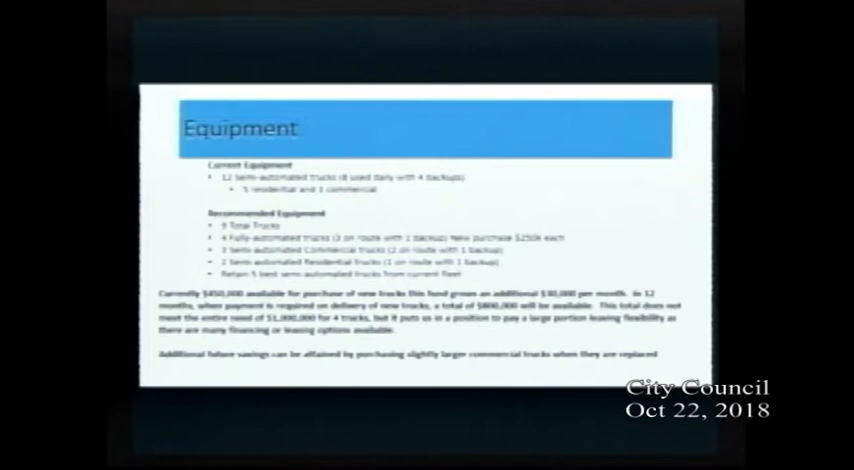 Equipment
Current Equipment
• 12 Semi-automated trucks (8 used daily with 4 backups)
• 5 residential and 3 commercial
Recommended Equipment
• 9 Total Trucks
• 4 Fully-automated trucks (3 on route with 1 backup) New purchase $250k each
• 3 Semi-automated Commercial trucks (2 on route with 1 backup)
• 2 Semi-automated Residential trucks (1 on route with 1 backup)
• Retain 5 best semi-automated trucks from current fleet
Currently $450,000 available for purchase of new trucks this fund grows an additional $30,000 per month. In 12
months, when payment is required on delivery of new trucks, a total of $800,000 will be available. This total does not
meet the entire need of $1,000,000 for 4 trucks, but it puts us in a position to pay a large portion leaving flexibility as
there are many financing or leasing options available.
Additional future savings can be attained by purchasing slightly larger commercial trucks when they are replaced
City Council
Oct 22, 2018